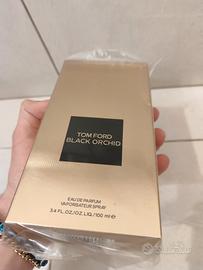 TOM FORD
BLACK ORCHID
EAU DE PARFUM
VAPORISATEUR SPRAY
3.4 FL.OZ./OZ.LIQ./100 ml ℮